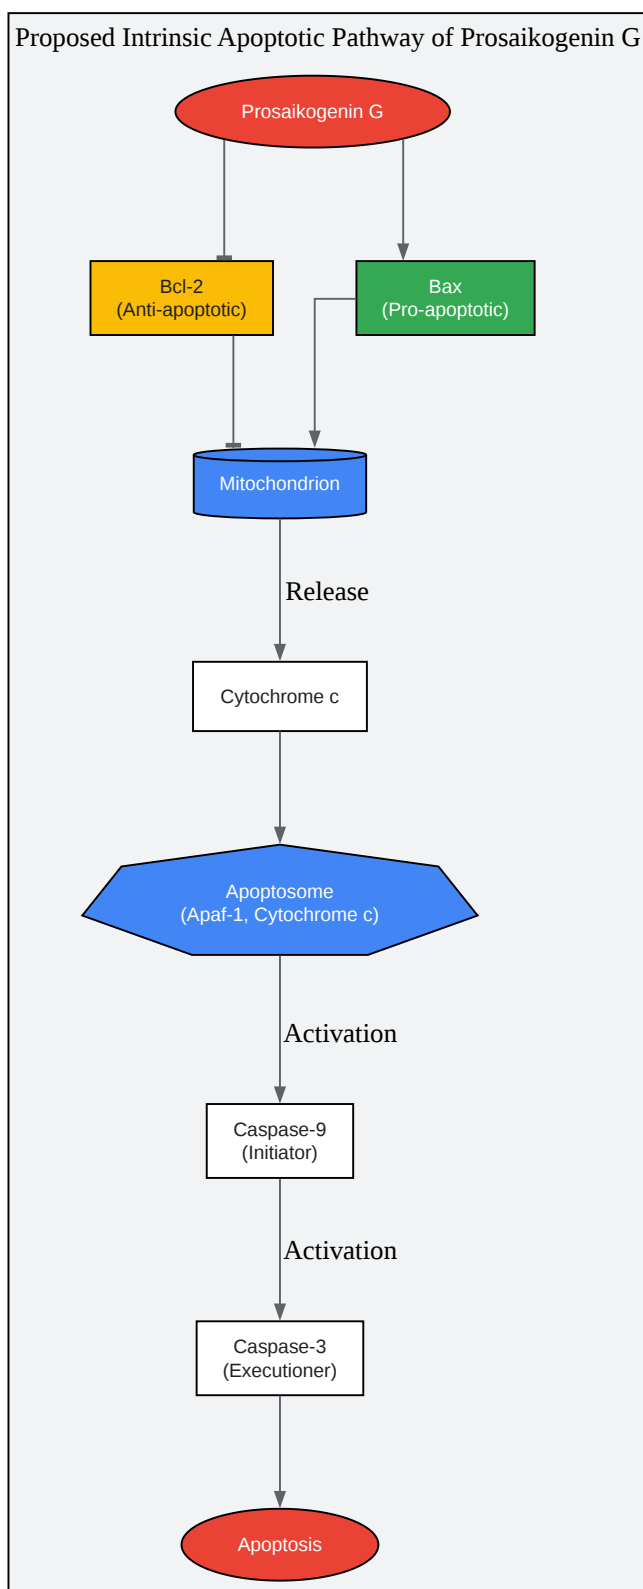 Proposed Intrinsic Apoptotic Pathway of Prosaikogenin G
Prosaikogenin G
Bcl-2
(Anti-apoptotic)
Bax
(Pro-apoptotic)
Mitochondrion
Release
Cytochrome c
Apoptosome
(Apaf-1, Cytochrome c)
Activation
Caspase-9
(Initiator)
Activation
Caspase-3
(Executioner)
Apoptosis